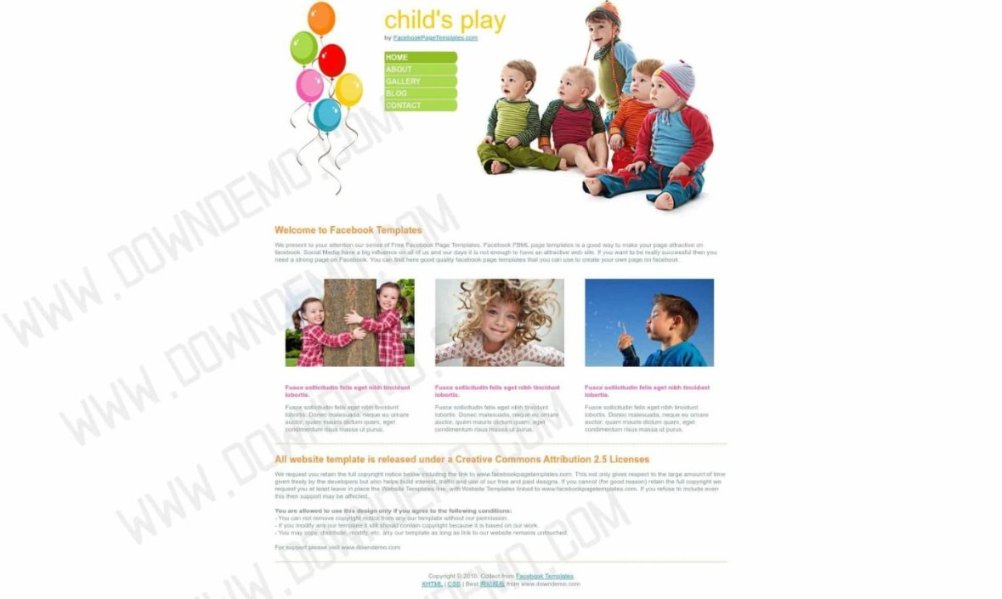 child's play
by FacebookPageTemplates.com
HOME
ABOUT
GALLERY
BLOG
CONTACT
WWW.DOWNDEMO.COM
WWW.DOWNDEMO.COM
WWW.DOWNDEMO.COM
WWW.DOWNDEMO.COM
Welcome to Facebook Templates
We present to your attention our series of Free Facebook Page Templates. Facebook FBML page templates is a good way to make your page attractive on
facebook. Social Media have a big influence on all of us and our days it is not enough to have an attractive web site. If you want to be really successful then you
need a strong page on Facebook. You can find here good quality facebook page templates that you can use to create your own page on facebook.
Fusce sollicitudin felis eget nibh tincidunt
lobortis.
Fusce sollicitudin felis eget nibh tincidunt
lobortis. Donec malesuada, neque eu ornare
auctor, quam mauris dictum quam, eget
condimentum risus massa ut purus.
Fusce sollicitudin felis eget nibh tincidunt
lobortis.
Fusce sollicitudin felis eget nibh tincidunt
lobortis. Donec malesuada, neque eu ornare
auctor, quam mauris dictum quam, eget
condimentum risus massa ut purus.
Fusce sollicitudin felis eget nibh tincidunt
lobortis.
Fusce sollicitudin felis eget nibh tincidunt
lobortis. Donec malesuada, neque eu ornare
auctor, quam mauris dictum quam, eget
condimentum risus massa ut purus.
All website template is released under a Creative Commons Attribution 2.5 Licenses
We request you retain the full copyright notice below including the link to www.facebookpagetemplates.com. This not only gives respect to the large amount of time
given freely by the developers but also helps build interest, traffic and use of our free and paid designs. If you cannot (for good reason) retain the full copyright we
request you at least leave in place the Website Templates line, with Website Templates linked to www.facebookpagetemplates.com. If you refuse to include even
this then support may be affected.
You are allowed to use this design only if you agree to the following conditions:
- You can not remove copyright notice from any our template without our permission.
- If you modify any our template it still should contain copyright because it is based on our work.
- You may copy, distribute, modify, etc. any our template as long as link to our website remains untouched.
For support please visit www.downdemo.com
Copyright © 2010. Collect from Facebook Templates
XHTML | CSS | Best 网站模板 from www.downdemo.com